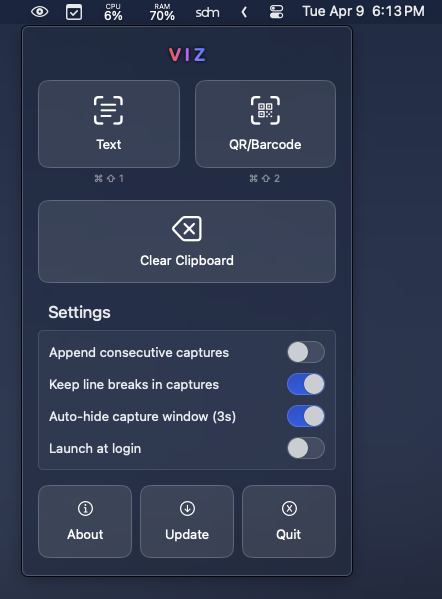 CPU 6% RAM 70% sdm Tue Apr 9 6:13 PM
VIZ
Text QR/Barcode
⌘ ⇧ 1 ⌘ ⇧ 2
Clear Clipboard
Settings
Append consecutive captures
Keep line breaks in captures
Auto-hide capture window (3s)
Launch at login
About Update Quit